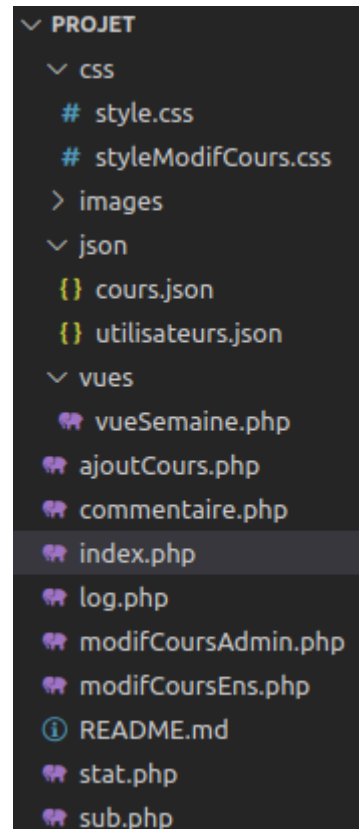 PROJET
css
# style.css
# styleModifCours.css
images
json
{} cours.json
{} utilisateurs.json
vues
vueSemaine.php
ajoutCours.php
commentaire.php
index.php
log.php
modifCoursAdmin.php
modifCoursEns.php
README.md
stat.php
sub.php